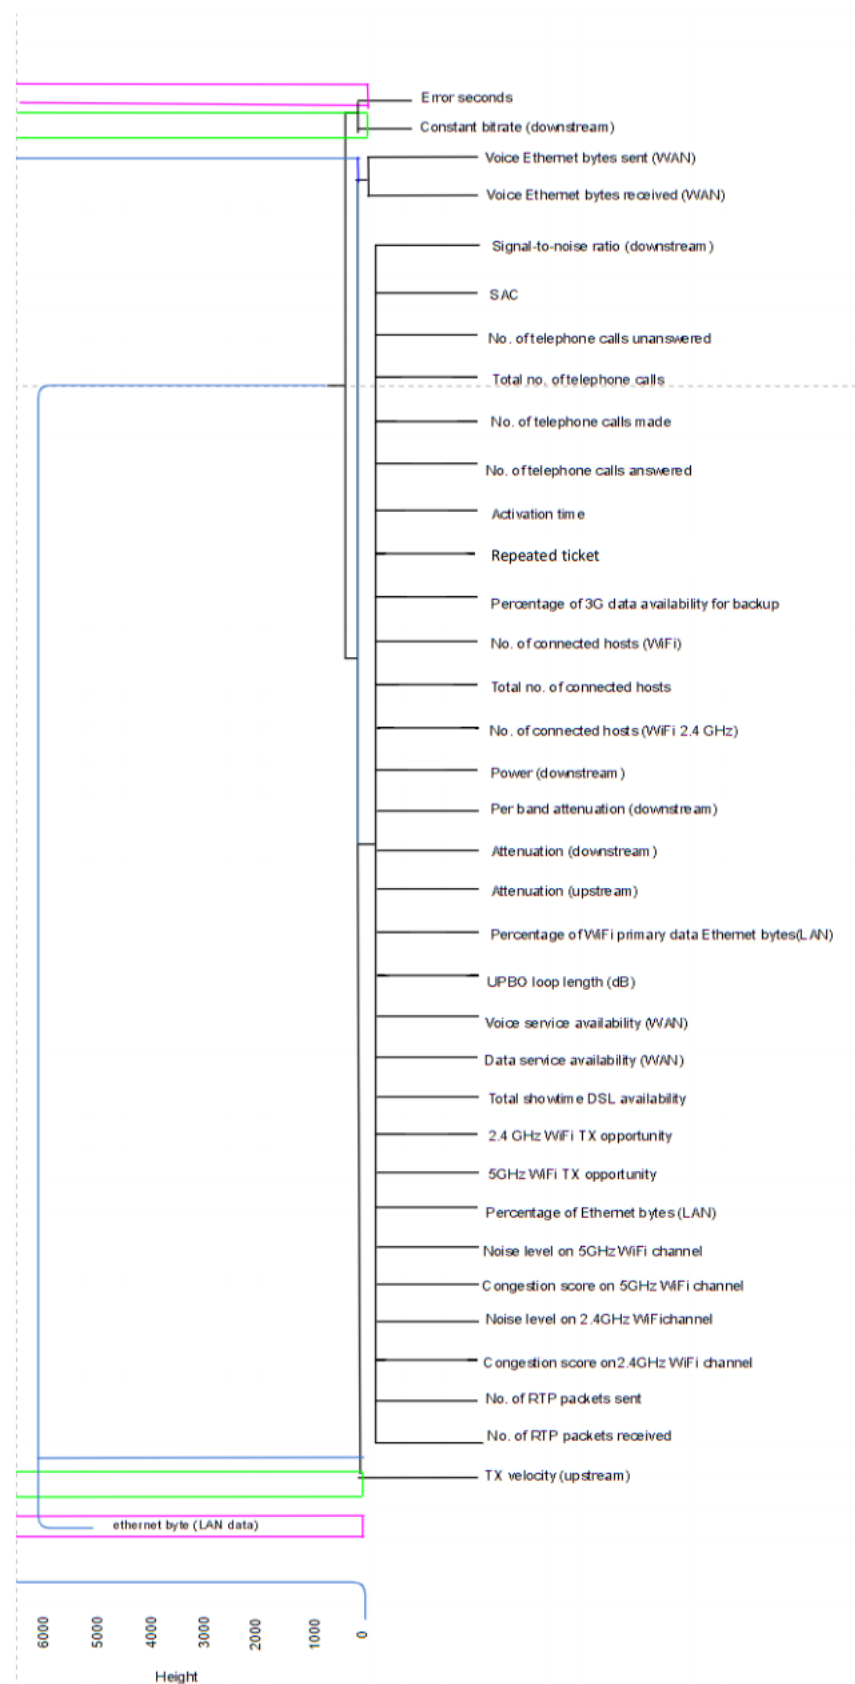 Error seconds
Constant bitrate (downstream)
Voice Ethernet bytes sent (WAN)
Voice Ethernet bytes received (WAN)
Signal-to-noise ratio (downstream)
SAC
No. of telephone calls unanswered
Total no. of telephone calls
No. of telephone calls made
No. of telephone calls answered
Activation time
Repeated ticket
Percentage of 3G data availability for backup
No. of connected hosts (WiFi)
Total no. of connected hosts
No. of connected hosts (WiFi 2.4 GHz)
Power (downstream)
Per band attenuation (downstream)
Attenuation (downstream)
Attenuation (upstream)
Percentage of WiFi primary data Ethernet bytes(LAN)
UPBO loop length (dB)
Voice service availability (WAN)
Data service availability (WAN)
Total showtime DSL availability
2.4 GHz WiFi TX opportunity
5GHz WiFi TX opportunity
Percentage of Ethernet bytes (LAN)
Noise level on 5GHz WiFi channel
Congestion score on 5GHz WiFi channel
Noise level on 2.4GHz WiFi channel
Congestion score on 2.4GHz WiFi channel
No. of RTP packets sent
No. of RTP packets received
TX velocity (upstream)
ethernet byte (LAN data)
6000 5000 4000 3000 2000 1000 0
Height